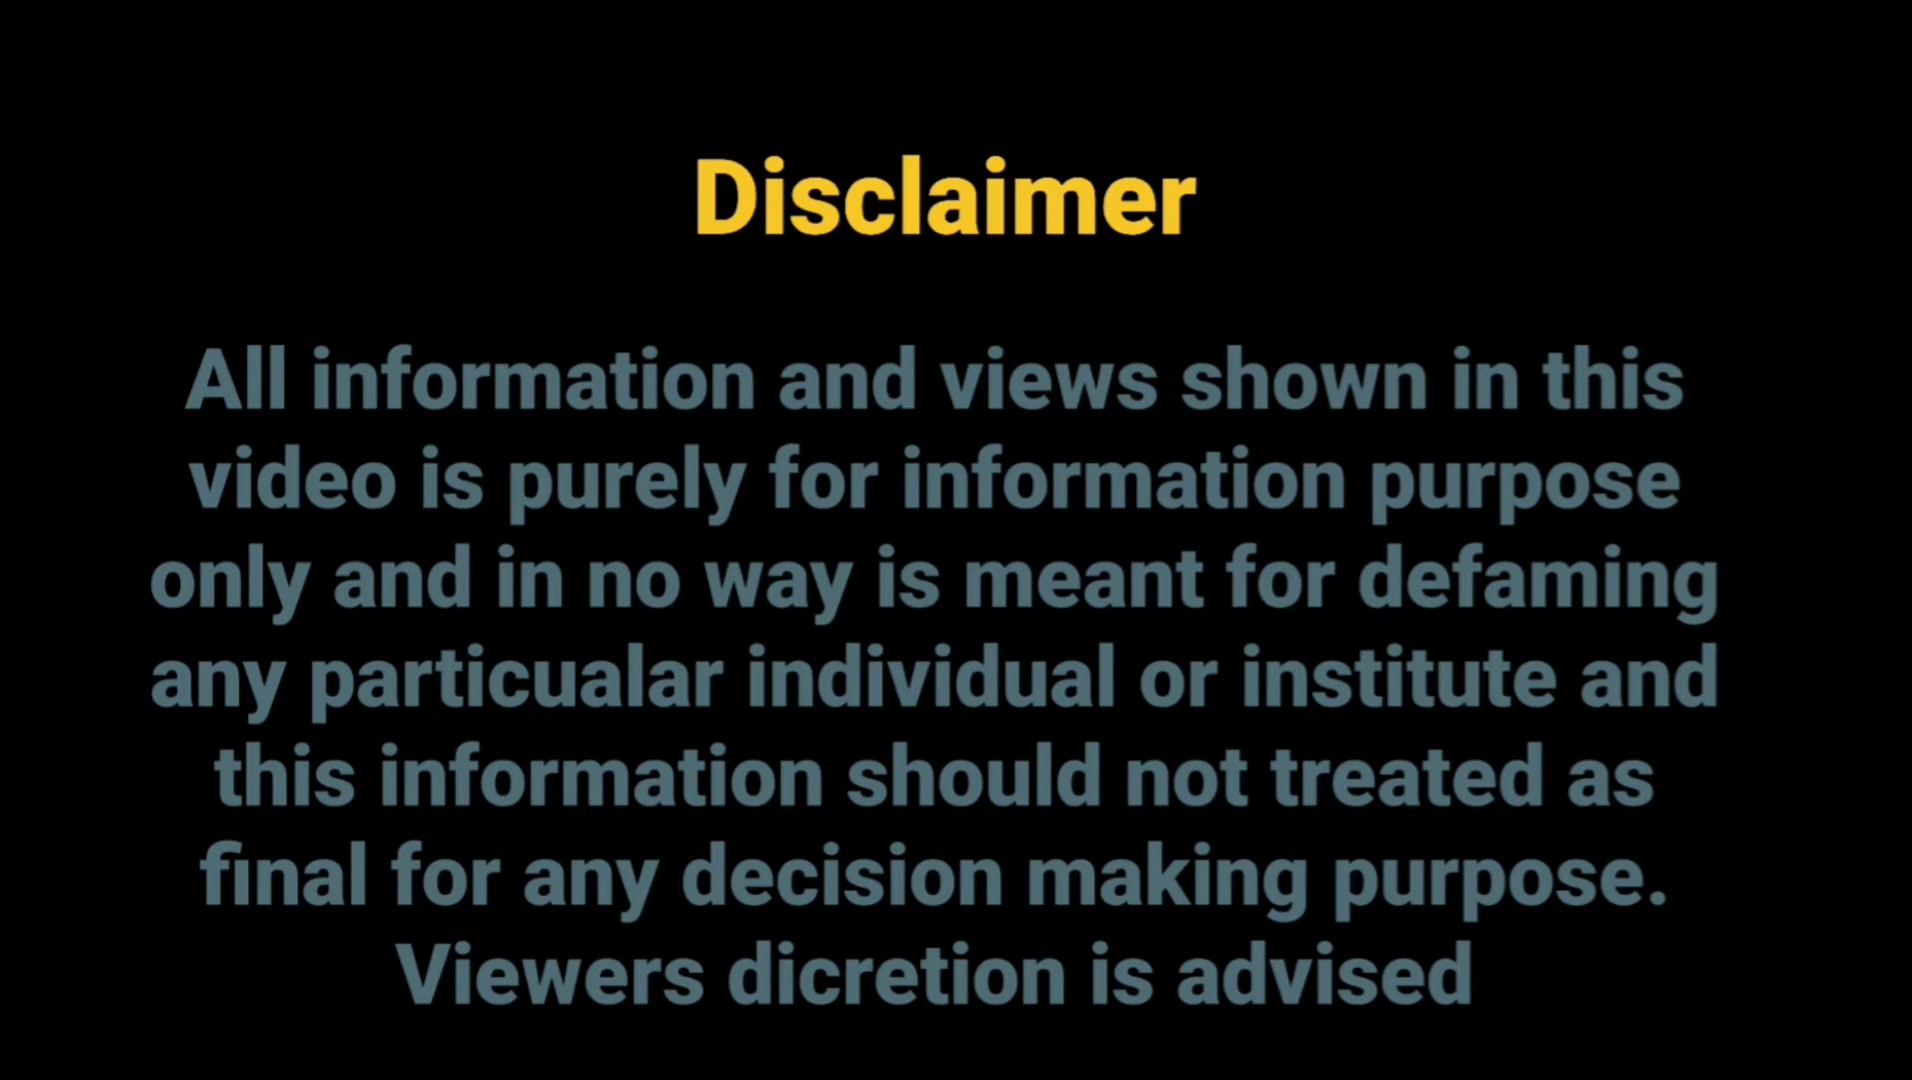 Disclaimer
All information and views shown in this
video is purely for information purpose
only and in no way is meant for defaming
any particualar individual or institute and
this information should not treated as
final for any decision making purpose.
Viewers dicretion is advised